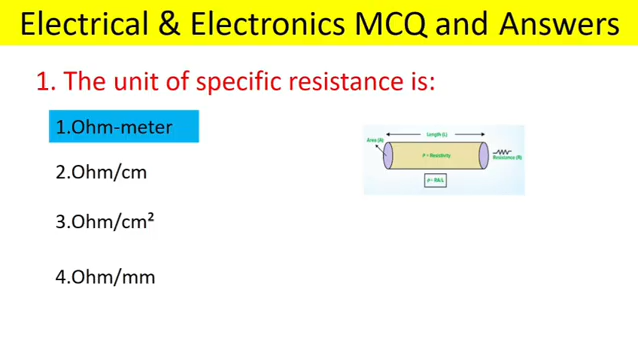 Electrical & Electronics MCQ and Answers
1. The unit of specific resistance is:
1.Ohm-meter
2.Ohm/cm
3.Ohm/cm²
4.Ohm/mm
Length (L)
Area (A)
ρ = Resistivity
Resistance (R)
ρ = RA/L